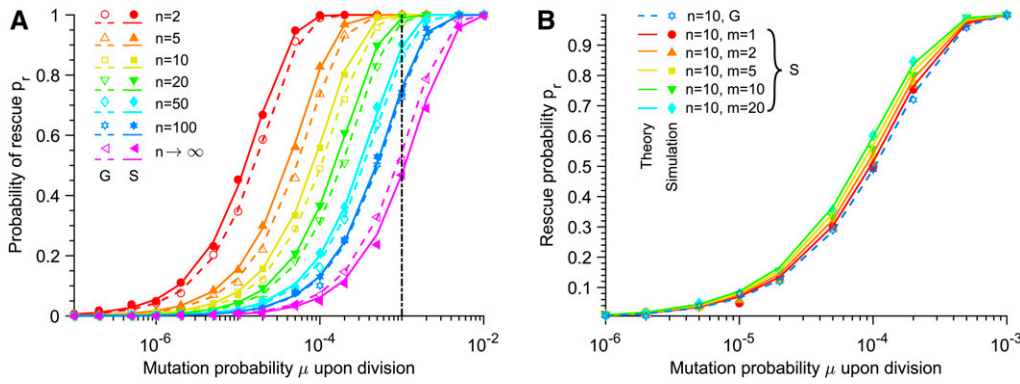 A
Probability of rescue pr
1
0.8
0.6
0.4
0.2
0
n=2
n=5
n=10
n=20
n=50
n=100
n → ∞
G S
10-6
10-4
10-2
Mutation probability μ upon division
B
Rescue probability pr
0.9
0.8
0.7
0.6
0.5
0.4
0.3
0.2
0.1
n=10, G
n=10, m=1
n=10, m=2
n=10, m=5
n=10, m=10
n=10, m=20
S
Theory
Simulation
10-6
10-5
10-4
10-3
Mutation probability μ upon division